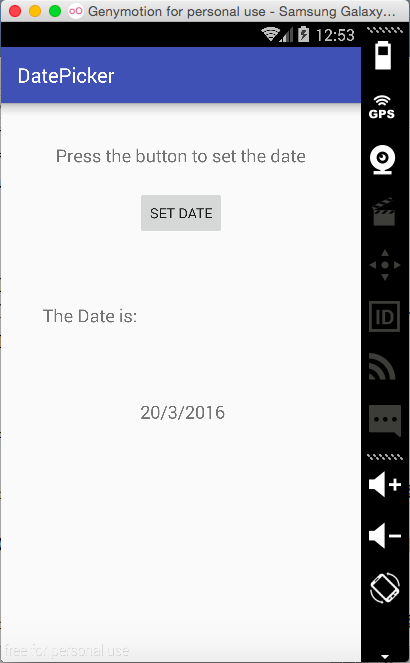 Genymotion for personal use - Samsung Galaxy...
12:53
DatePicker
GPS
Press the button to set the date
SET DATE
ID
The Date is:
20/3/2016
free for personal use